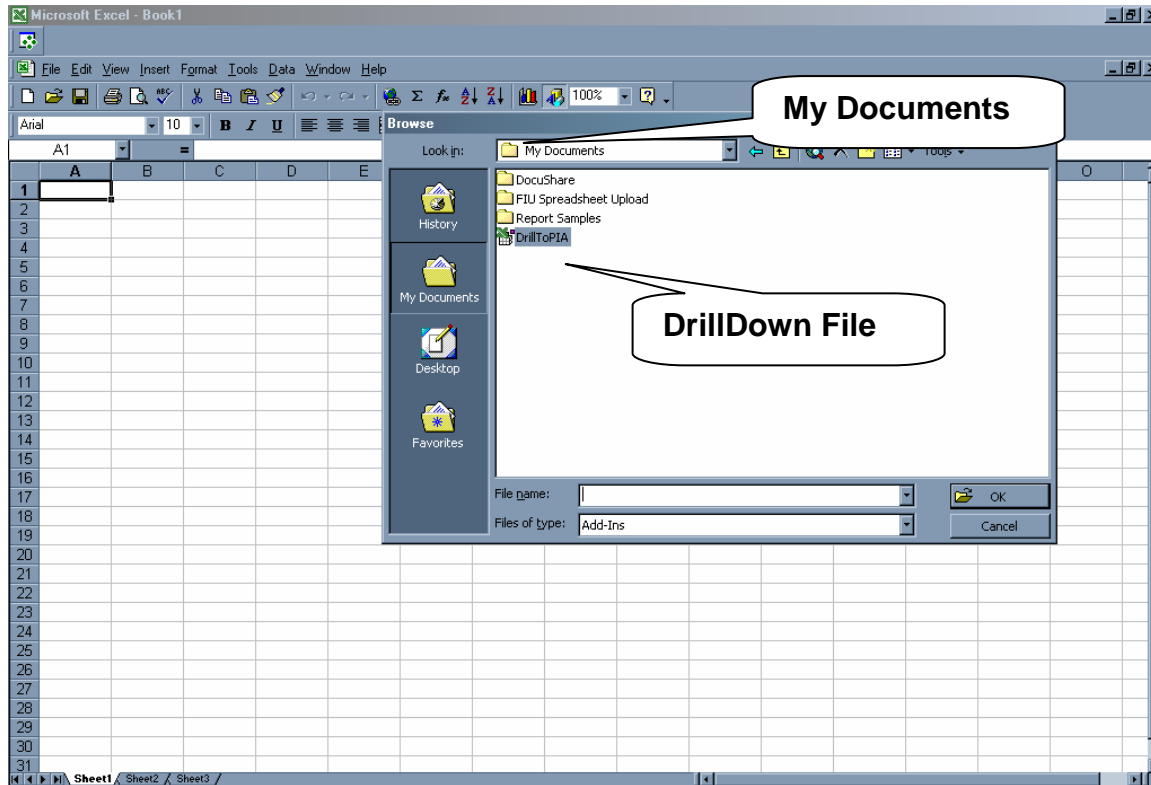 Microsoft Excel - Book1
File Edit View Insert Format Tools Data Window Help
100%
Arial 10 B I U
Browse
My Documents
A1 =
Look in: My Documents Tools
A B C D E O
DocuShare
FIU Spreadsheet Upload
Report Samples
DrillToPIA
History
My Documents
Desktop
Favorites
DrillDown File
File name: OK
Files of type: Add-Ins Cancel
1
2
3
4
5
6
7
8
9
10
11
12
13
14
15
16
17
18
19
20
21
22
23
24
25
26
27
28
29
30
31
Sheet1 Sheet2 Sheet3